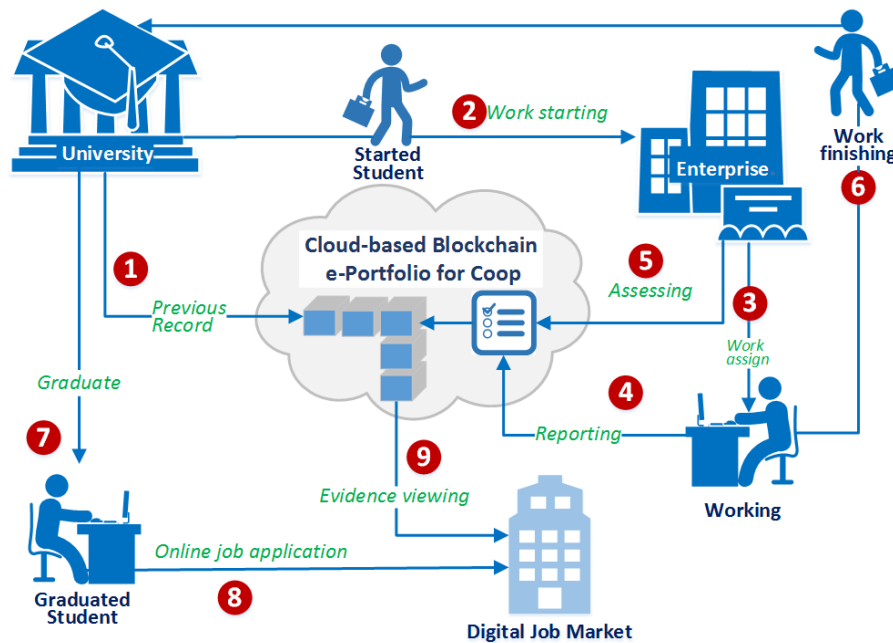 University
Started
Student
2
Work starting
Enterprise
Work
finishing
6
Cloud-based Blockchain
e-Portfolio for Coop
1
Previous
Record
5
Assessing
3
Work
assign
Graduate
7
4
Reporting
Working
9
Evidence viewing
Online job application
8
Graduated
Student
Digital Job Market